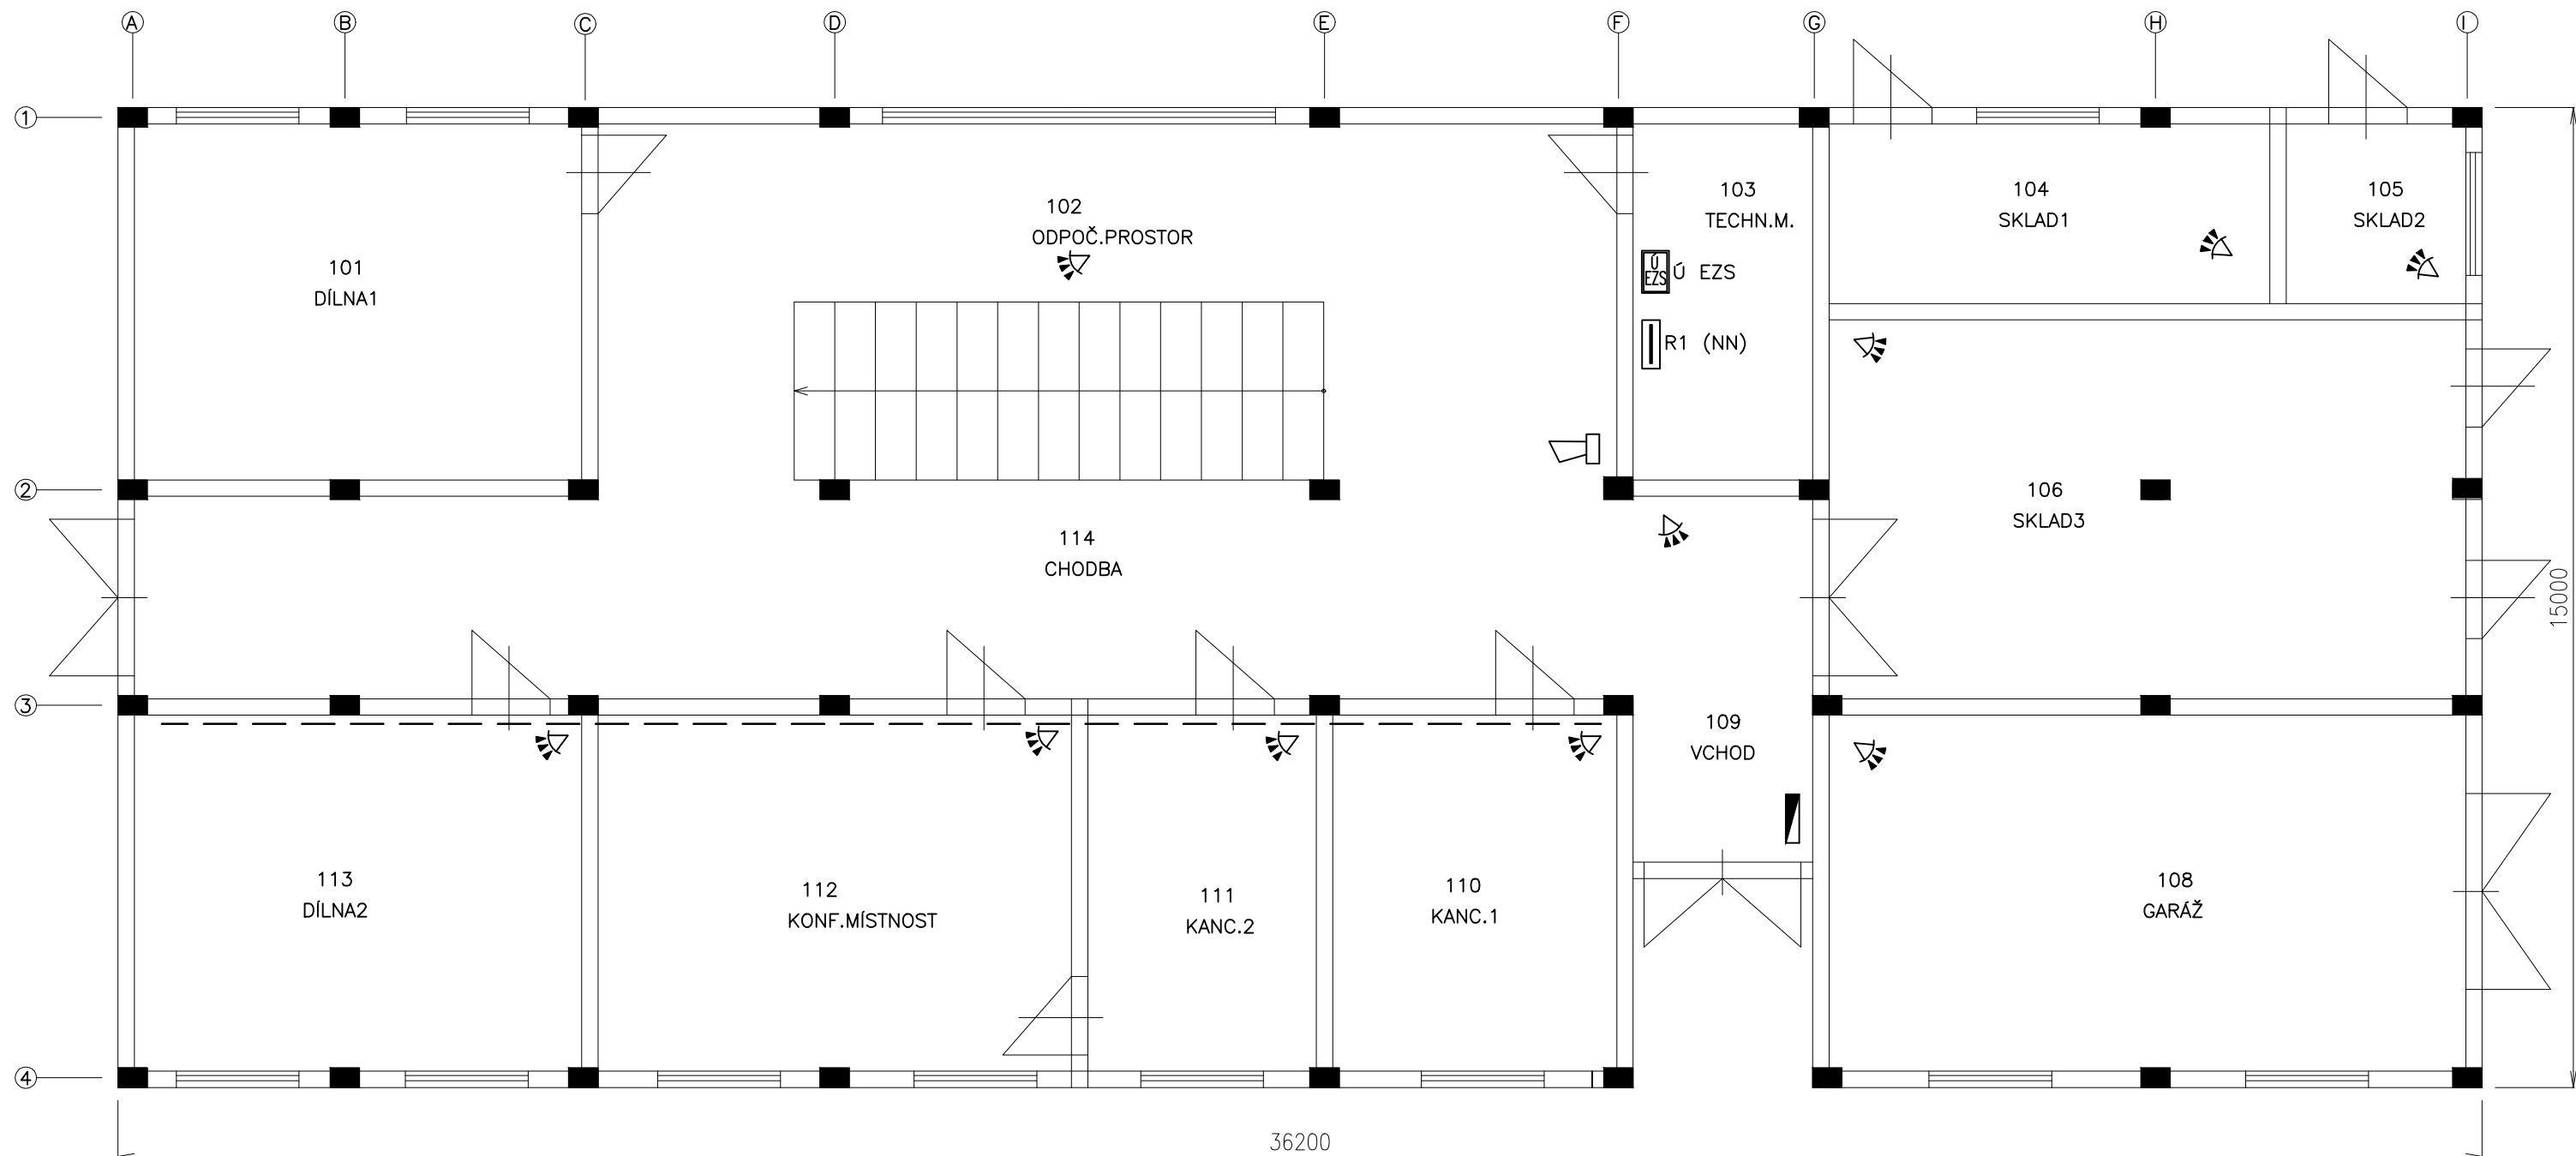 A
B
C
D
E
F
G
H
I
1
2
3
4
101
DÍLNA1
102
ODPOČ.PROSTOR
103
TECHN.M.
Ú
EZS
Ú EZS
R1 (NN)
104
SKLAD1
105
SKLAD2
106
SKLAD3
114
CHODBA
109
VCHOD
113
DÍLNA2
112
KONF.MÍSTNOST
111
KANC.2
110
KANC.1
108
GARÁŽ
15000
36200